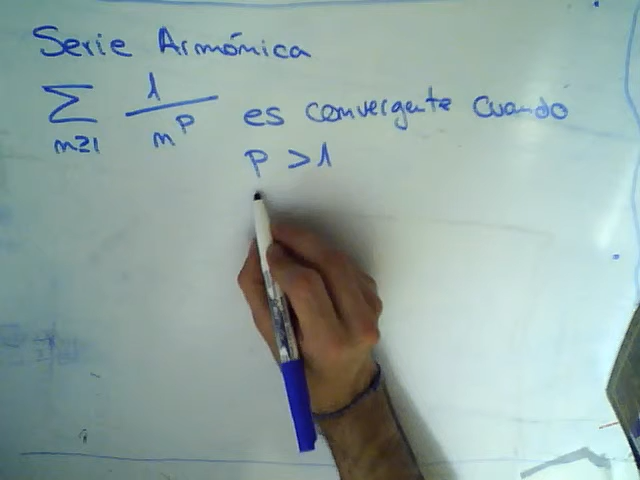 Serie Armónica
∑ 1/n^p es convergente cuando
n≥1
p > 1